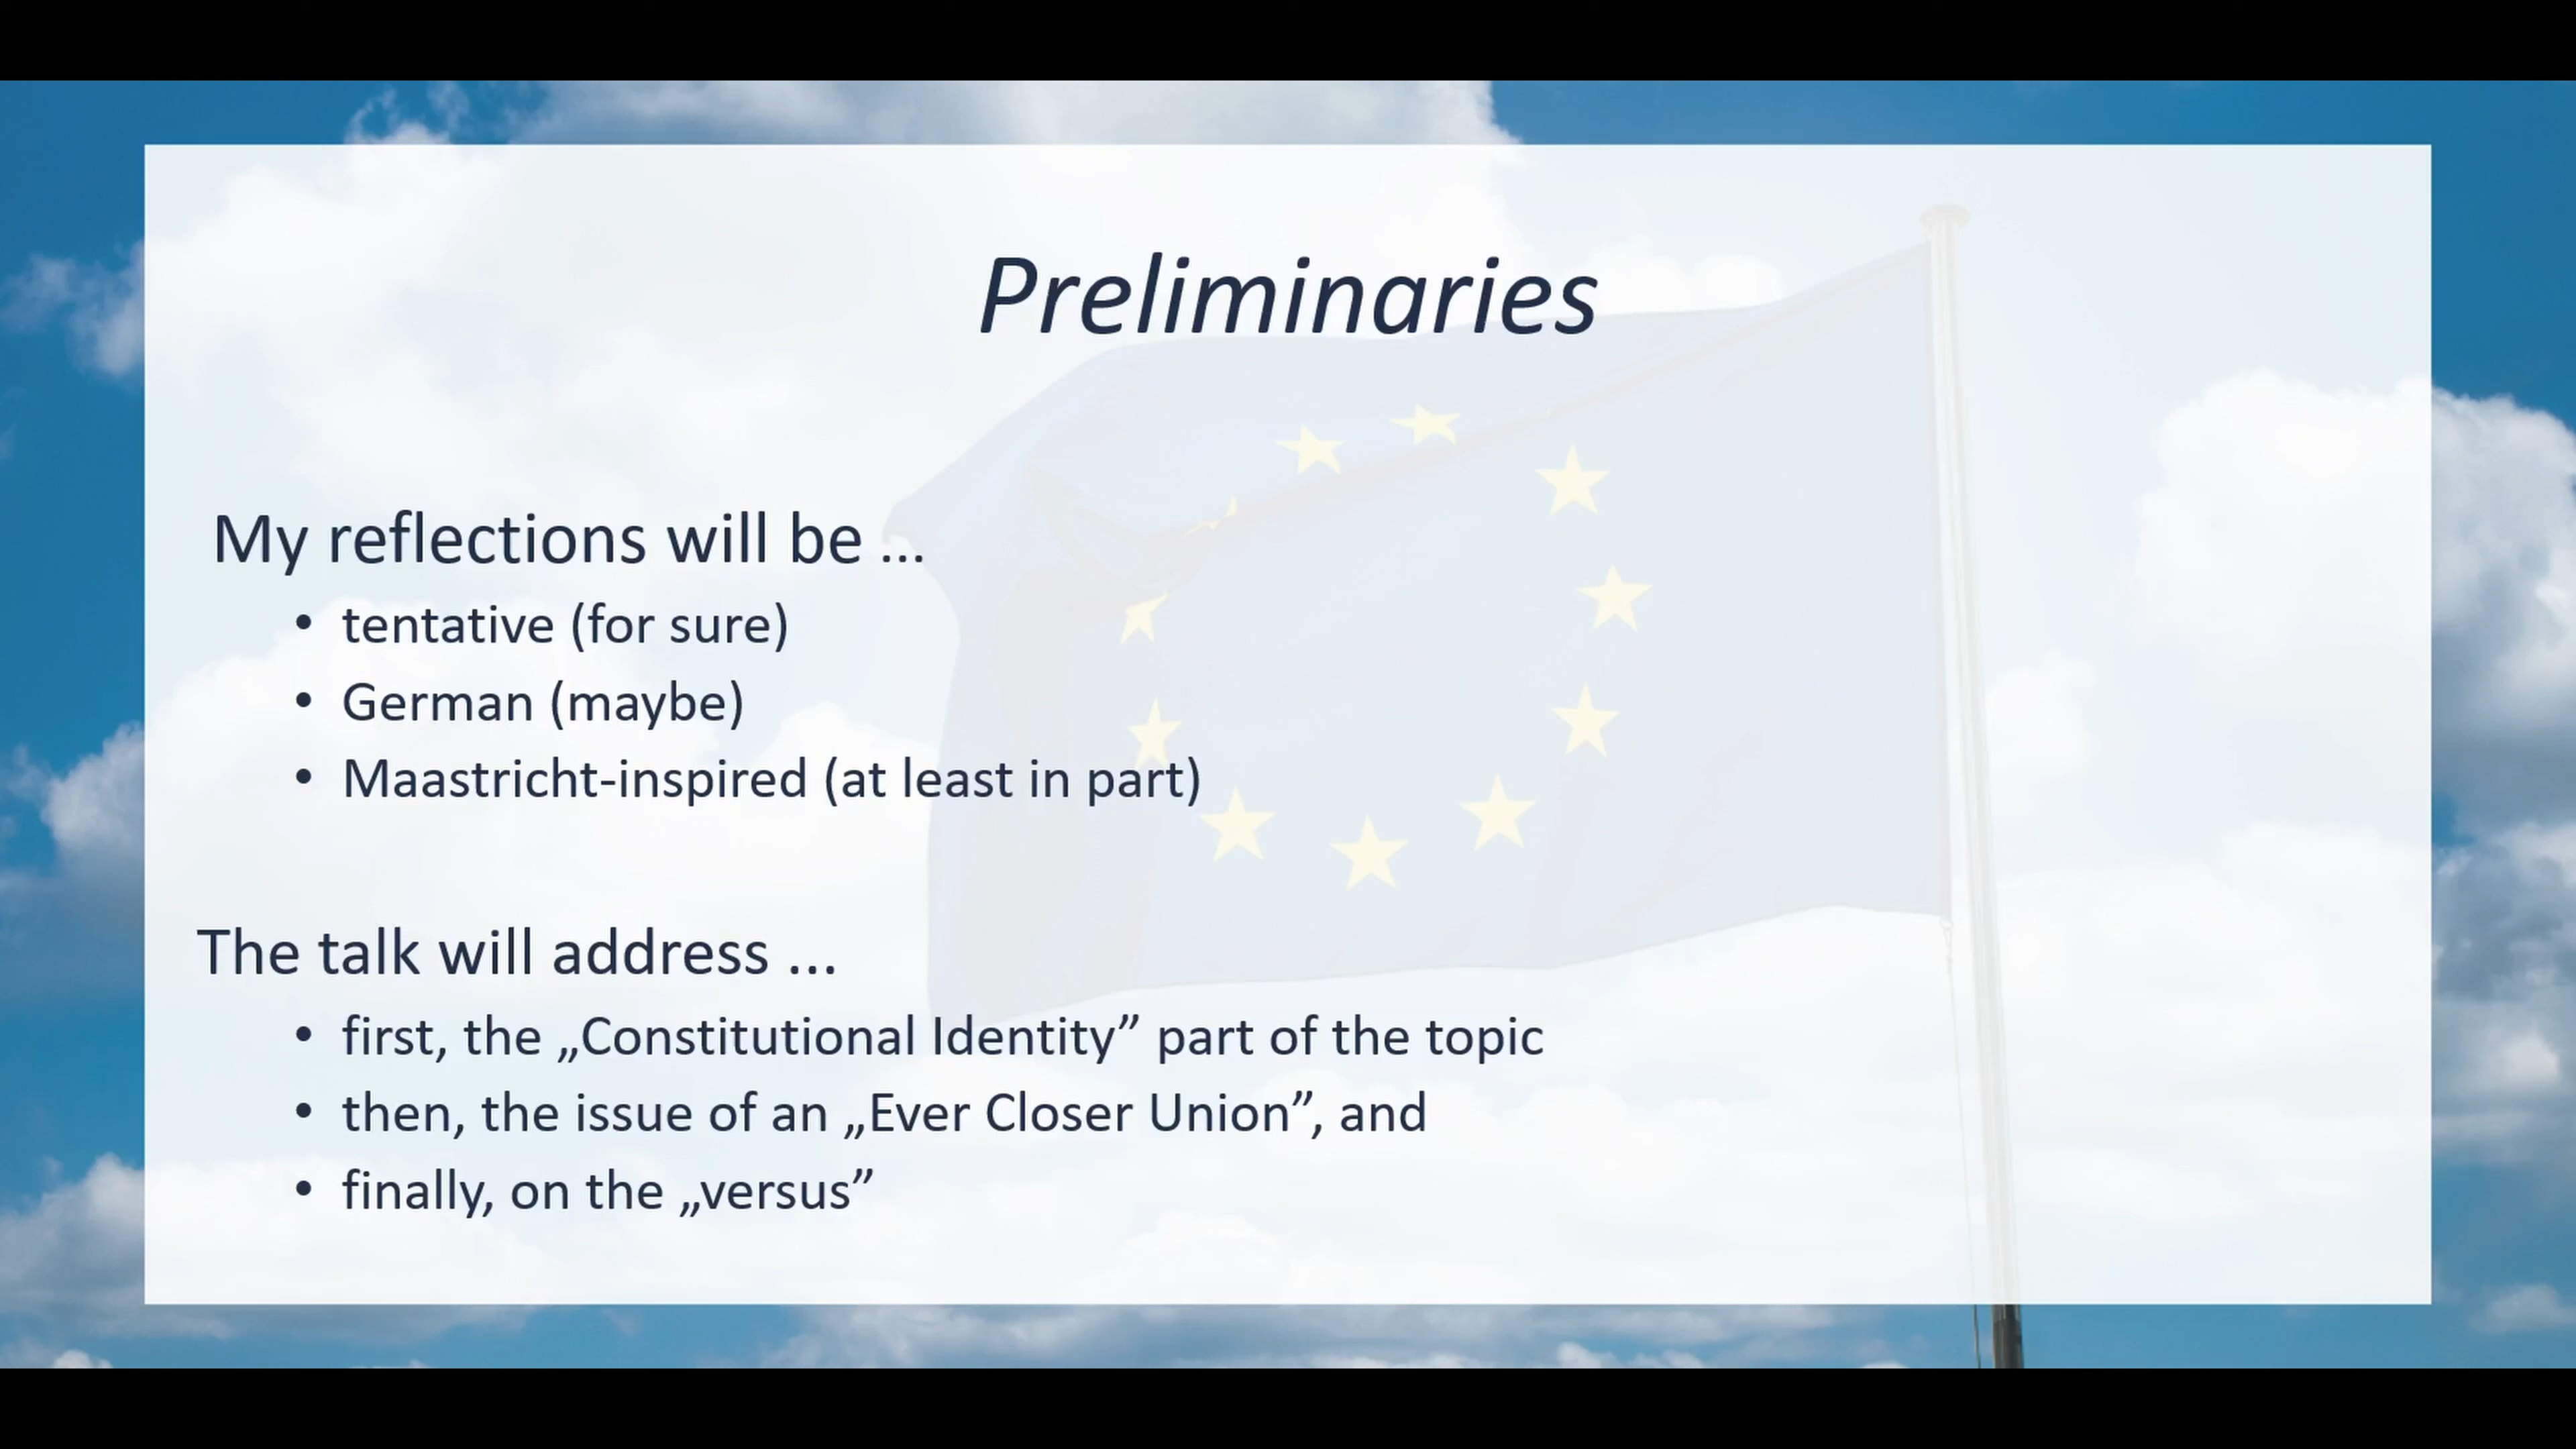 Preliminaries
My reflections will be ...
• tentative (for sure)
• German (maybe)
• Maastricht-inspired (at least in part)
The talk will address ...
• first, the „Constitutional Identity” part of the topic
• then, the issue of an „Ever Closer Union”, and
• finally, on the „versus”